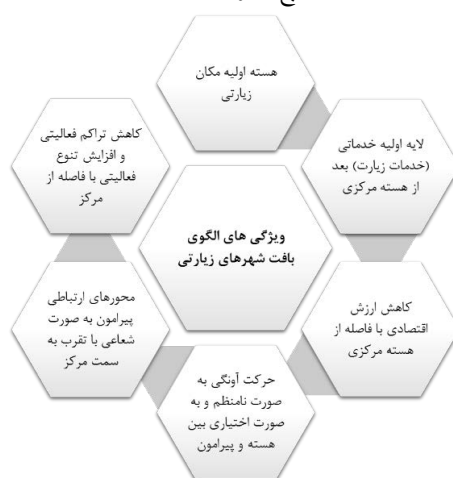 هسته اولیه مکان
زیارتی
لایه اولیه خدماتی
(خدمات زیارت) بعد
از هسته مرکزی
کاهش ارزش
اقتصادی با فاصله از
هسته مرکزی
حرکت آونگی به
صورت نامنظم و به
صورت اختیاری بین
هسته و پیرامون
محورهای ارتباطی
پیرامون به صورت
شعاعی با تقرب به
سمت مرکز
کاهش تراکم فعالیتی
و افزایش تنوع
فعالیتی با فاصله از
مرکز
ویژگی های الگوی
بافت شهرهای زیارتی